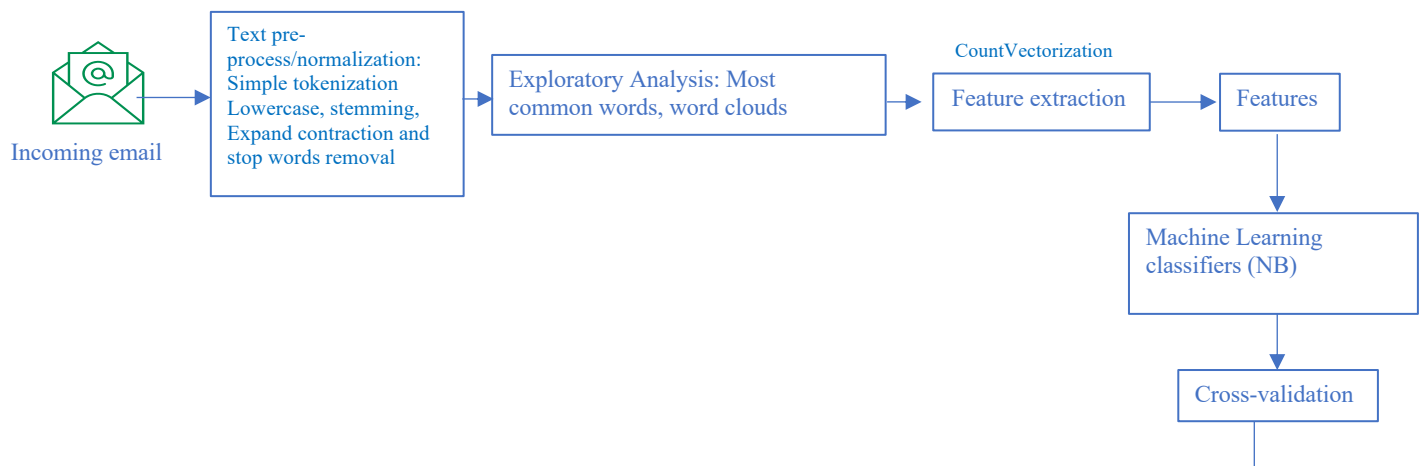 Incoming email
Text pre-
process/normalization:
Simple tokenization
Lowercase, stemming,
Expand contraction and
stop words removal
Exploratory Analysis: Most
common words, word clouds
CountVectorization
Feature extraction
Features
Machine Learning
classifiers (NB)
Cross-validation